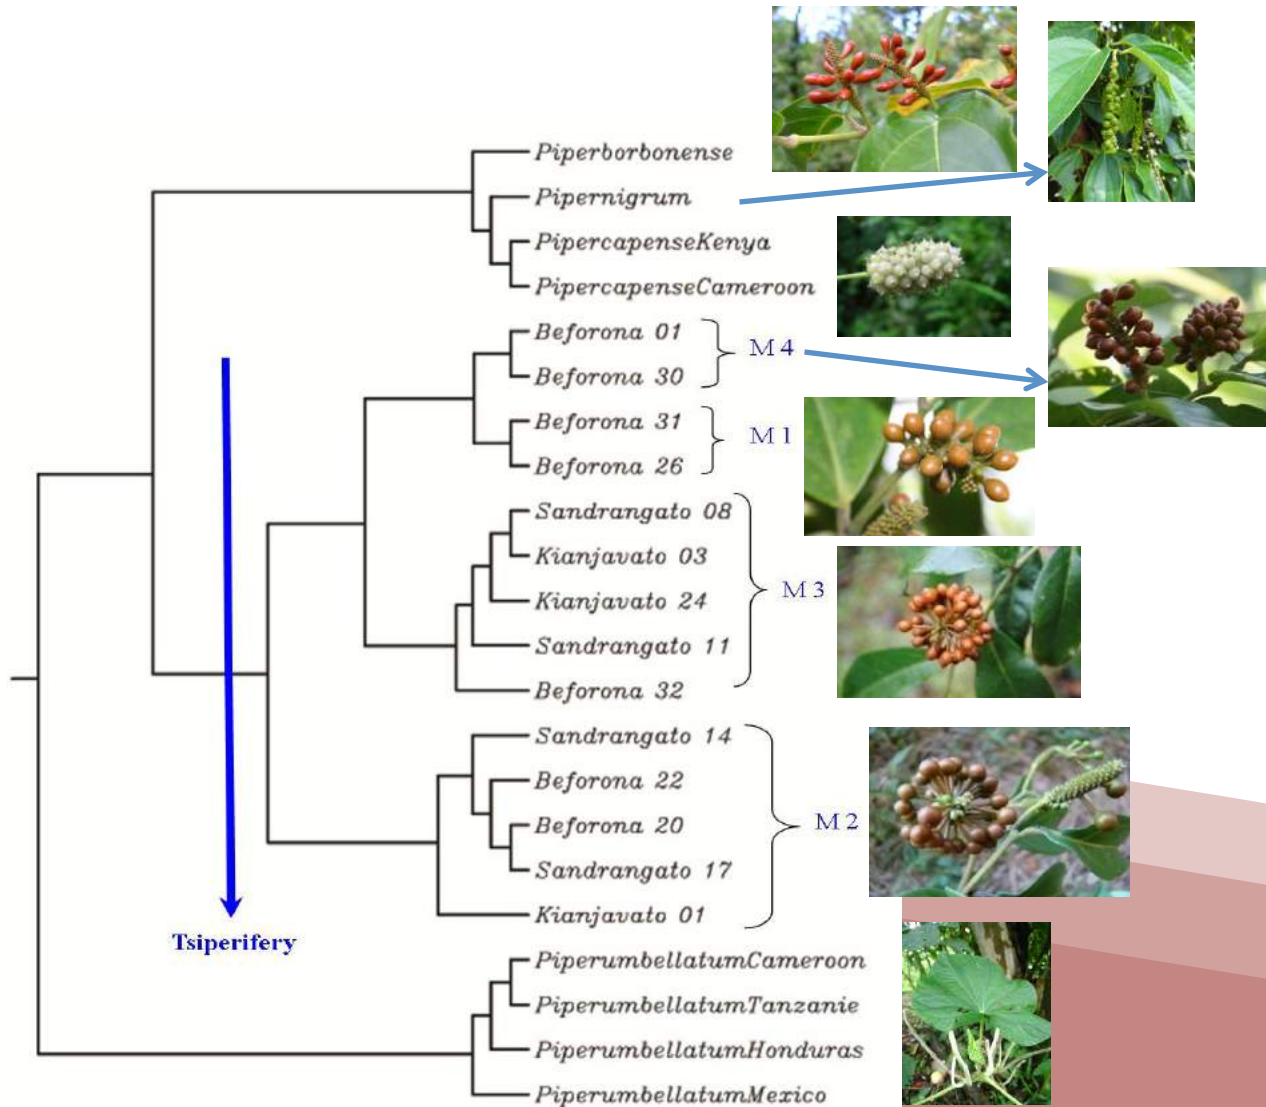 Piperborbonense
Pipernigrum
PipercapenseKenya
PipercapenseCameroon
Beforona 01
M 4
Beforona 30
Beforona 31
M 1
Beforona 26
Sandrangato 08
Kianjavato 03
M 3
Kianjavato 24
Sandrangato 11
Beforona 32
Sandrangato 14
Beforona 22
M 2
Beforona 20
Sandrangato 17
Kianjavato 01
Tsiperifery
PiperumbellatumCameroon
PiperumbellatumTanzanie
PiperumbellatumHonduras
PiperumbellatumMexico